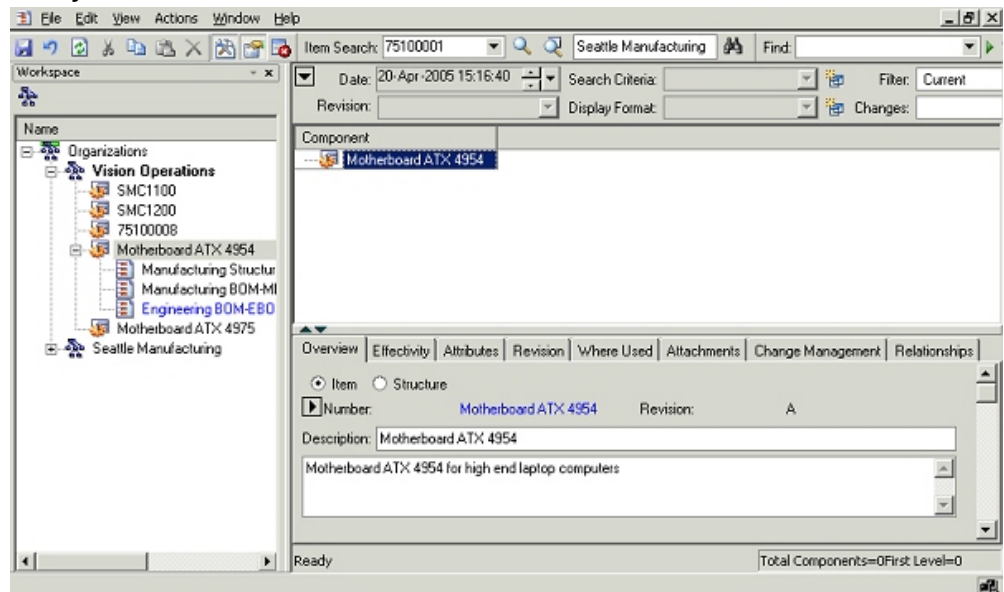 File Edit View Actions Window Help
Item Search: 75100001 Seattle Manufacturing Find:
Workspace
Date: 20-Apr-2005 15:16:40 Search Criteria: Filter: Current
Revision: Display Format: Changes:
Name
Organizations
Vision Operations
SMC1100
SMC1200
75100008
Motherboard ATX 4954
Manufacturing Structur
Manufacturing BOM-MI
Engineering BOM-EBO
Motherboard ATX 4975
Seattle Manufacturing
Component
Motherboard ATX 4954
Overview Effectivity Attributes Revision Where Used Attachments Change Management Relationships
Item Structure
Number: Motherboard ATX 4954 Revision: A
Description: Motherboard ATX 4954
Motherboard ATX 4954 for high end laptop computers
Ready Total Components=0First Level=0